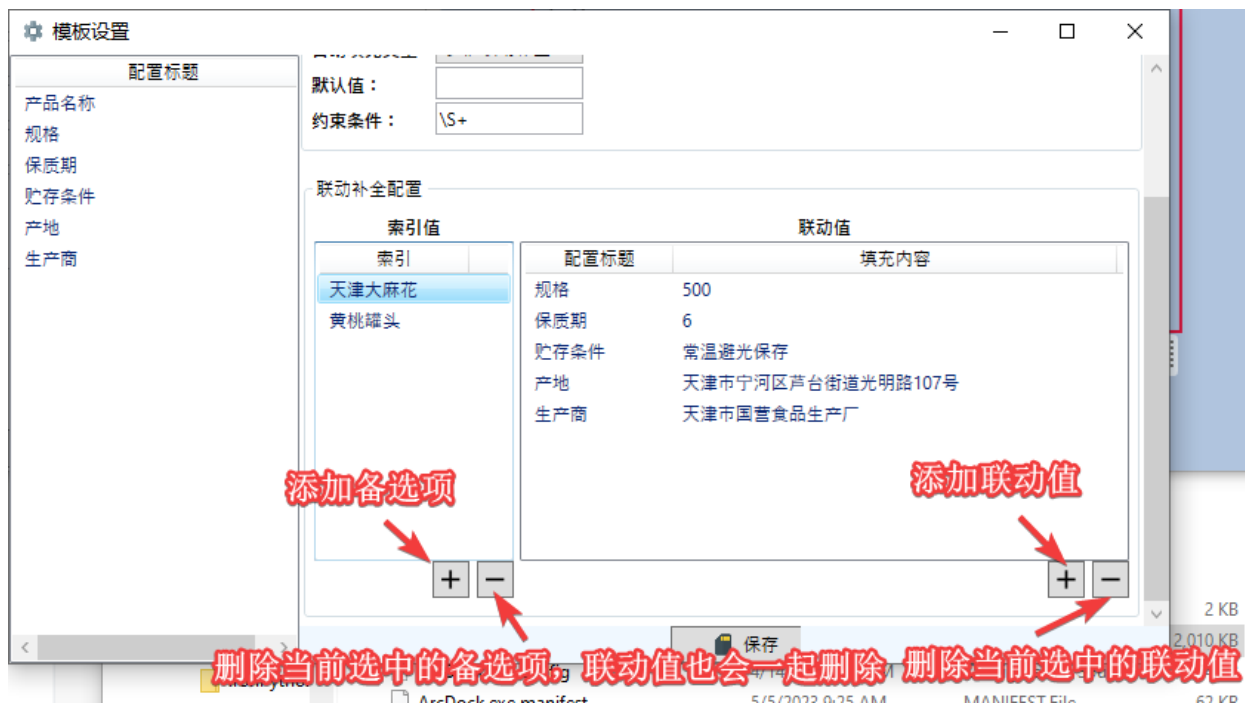 模板设置
配置标题
产品名称
规格
保质期
贮存条件
产地
生产商
默认值：
约束条件： \S+
联动补全配置
索引值 联动值
索引 配置标题 填充内容
天津大麻花 规格 500
黄桃罐头 保质期 6
贮存条件 常温避光保存
产地 天津市宁河区芦台街道光明路107号
生产商 天津市国营食品生产厂
添加备选项 添加联动值
保存
删除当前选中的备选项，联动值也会一起删除 删除当前选中的联动值
2 KB
2,010 KB
ArcDock.exe.manifest 5/5/2023 9:25 AM MANIFEST File 62 KB